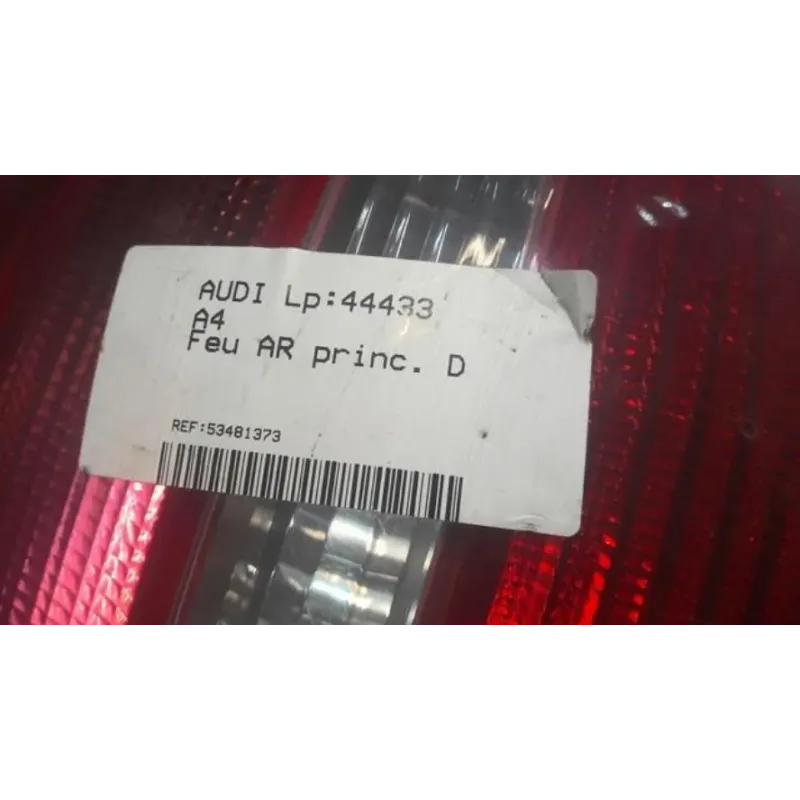 AUDI Lp:44433
A4
Feu AR princ. D
REF:53481373